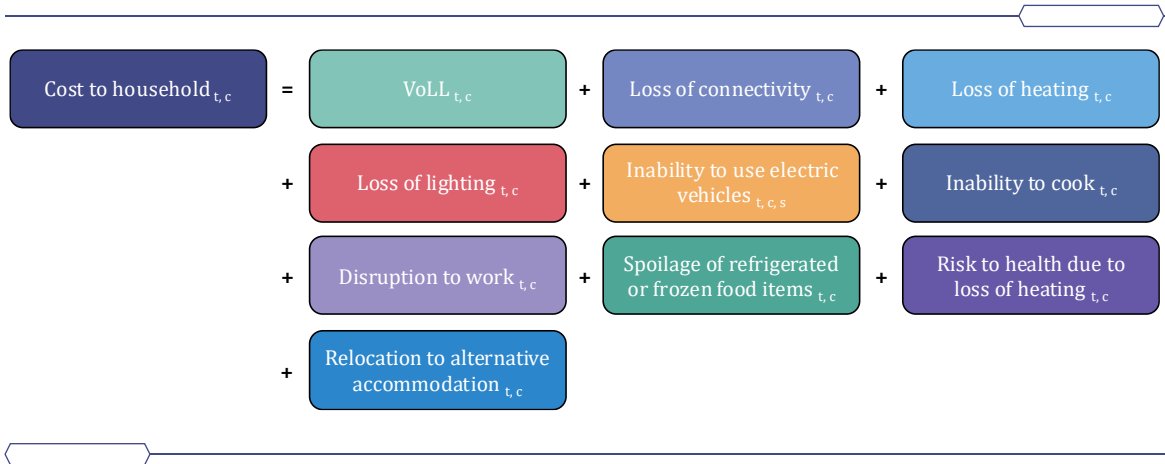 Cost to household t, c = VoLL t, c + Loss of connectivity t, c + Loss of heating t, c
+ Loss of lighting t, c + Inability to use electric
vehicles t, c, s + Inability to cook t, c
+ Disruption to work t, c + Spoilage of refrigerated
or frozen food items t, c + Risk to health due to
loss of heating t, c
+ Relocation to alternative
accommodation t, c